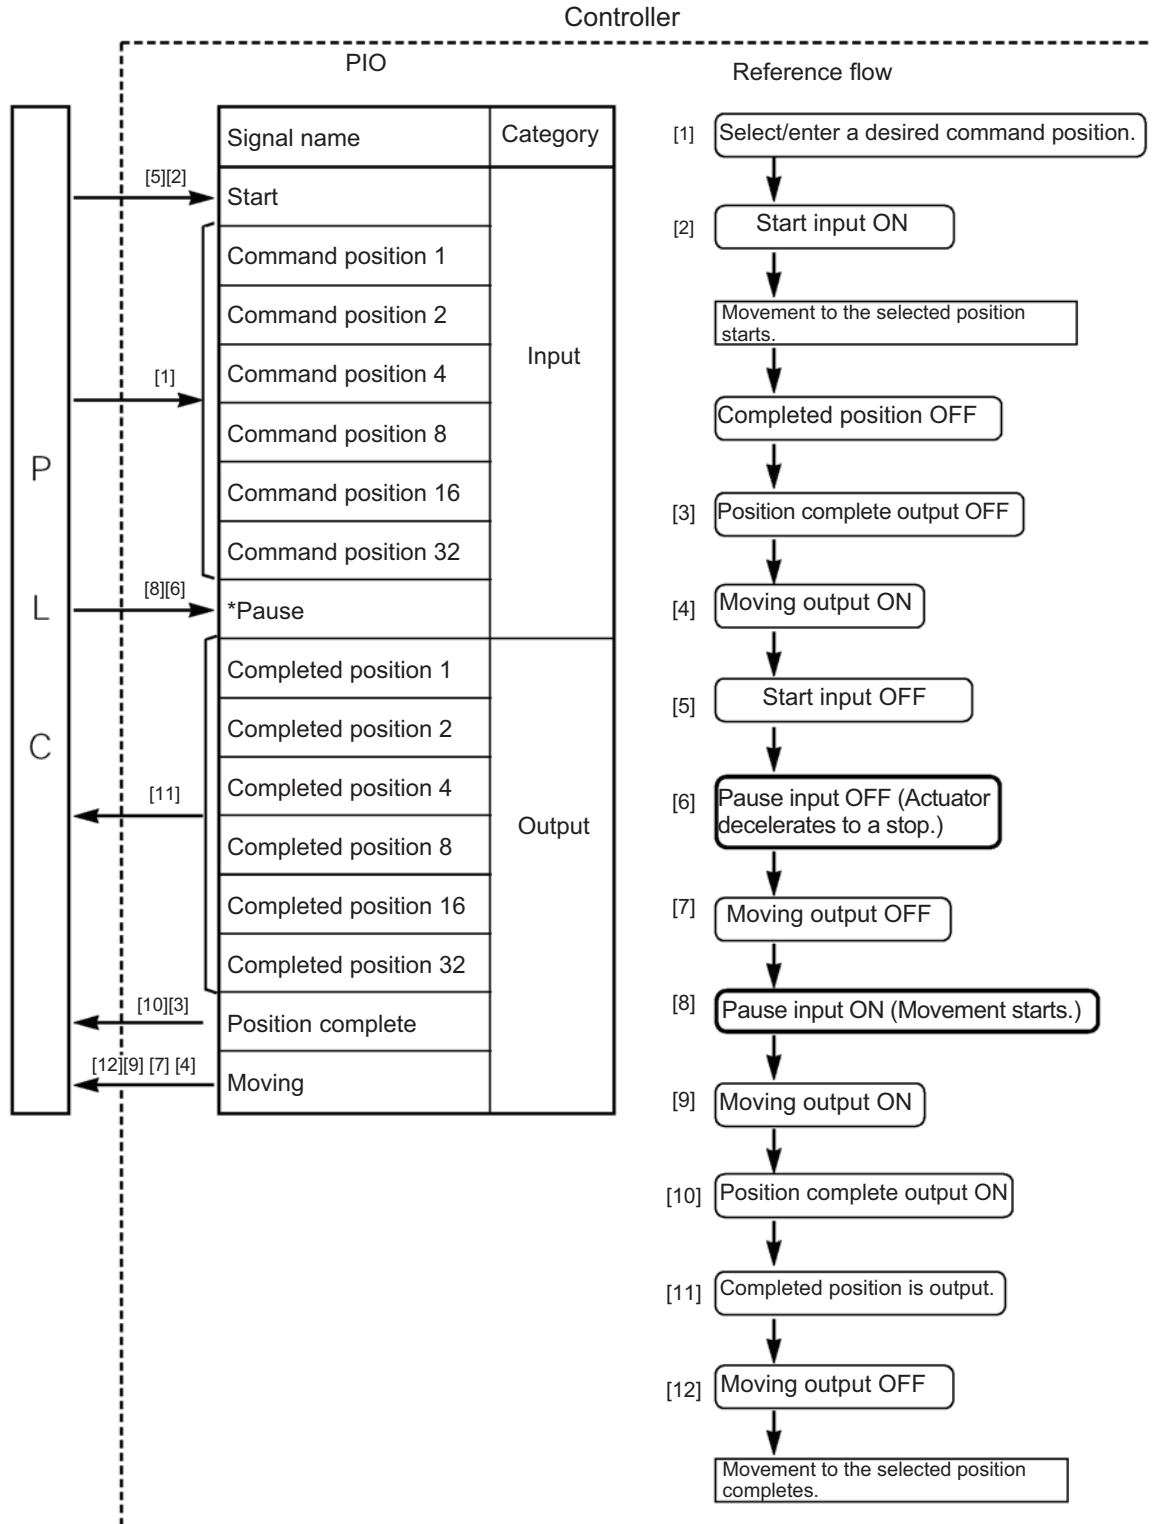 Controller
PIO
Reference flow
P
L
C
Signal name
Category
[5][2]
Start
Command position 1
Command position 2
Command position 4
[1]
Command position 8
Command position 16
Command position 32
Input
[8][6]
*Pause
Completed position 1
Completed position 2
Completed position 4
[11]
Completed position 8
Completed position 16
Completed position 32
Output
[10][3]
Position complete
[12][9] [7] [4]
Moving
[1]
Select/enter a desired command position.
[2]
Start input ON
Movement to the selected position
starts.
Completed position OFF
[3]
Position complete output OFF
[4]
Moving output ON
[5]
Start input OFF
[6]
Pause input OFF (Actuator
decelerates to a stop.)
[7]
Moving output OFF
[8]
Pause input ON (Movement starts.)
[9]
Moving output ON
[10]
Position complete output ON
[11]
Completed position is output.
[12]
Moving output OFF
Movement to the selected position
completes.